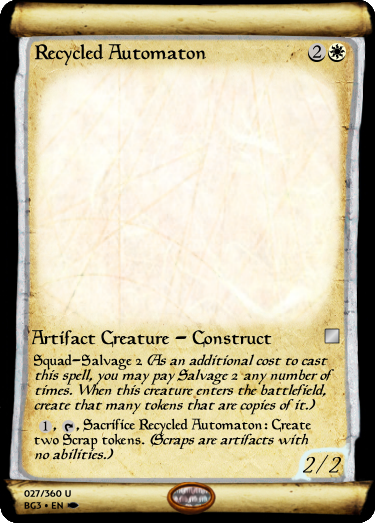 Recycled Automaton 2
Artifact Creature – Construct
Squad–Salvage 2 (As an additional cost to cast
this spell, you may pay Salvage 2 any number of
times. When this creature enters the battlefield,
create that many tokens that are copies of it.)
1, , Sacrifice Recycled Automaton: Create
two Scrap tokens. (Scraps are artifacts with
no abilities.)
2/2
027/360 U
BG3 • EN